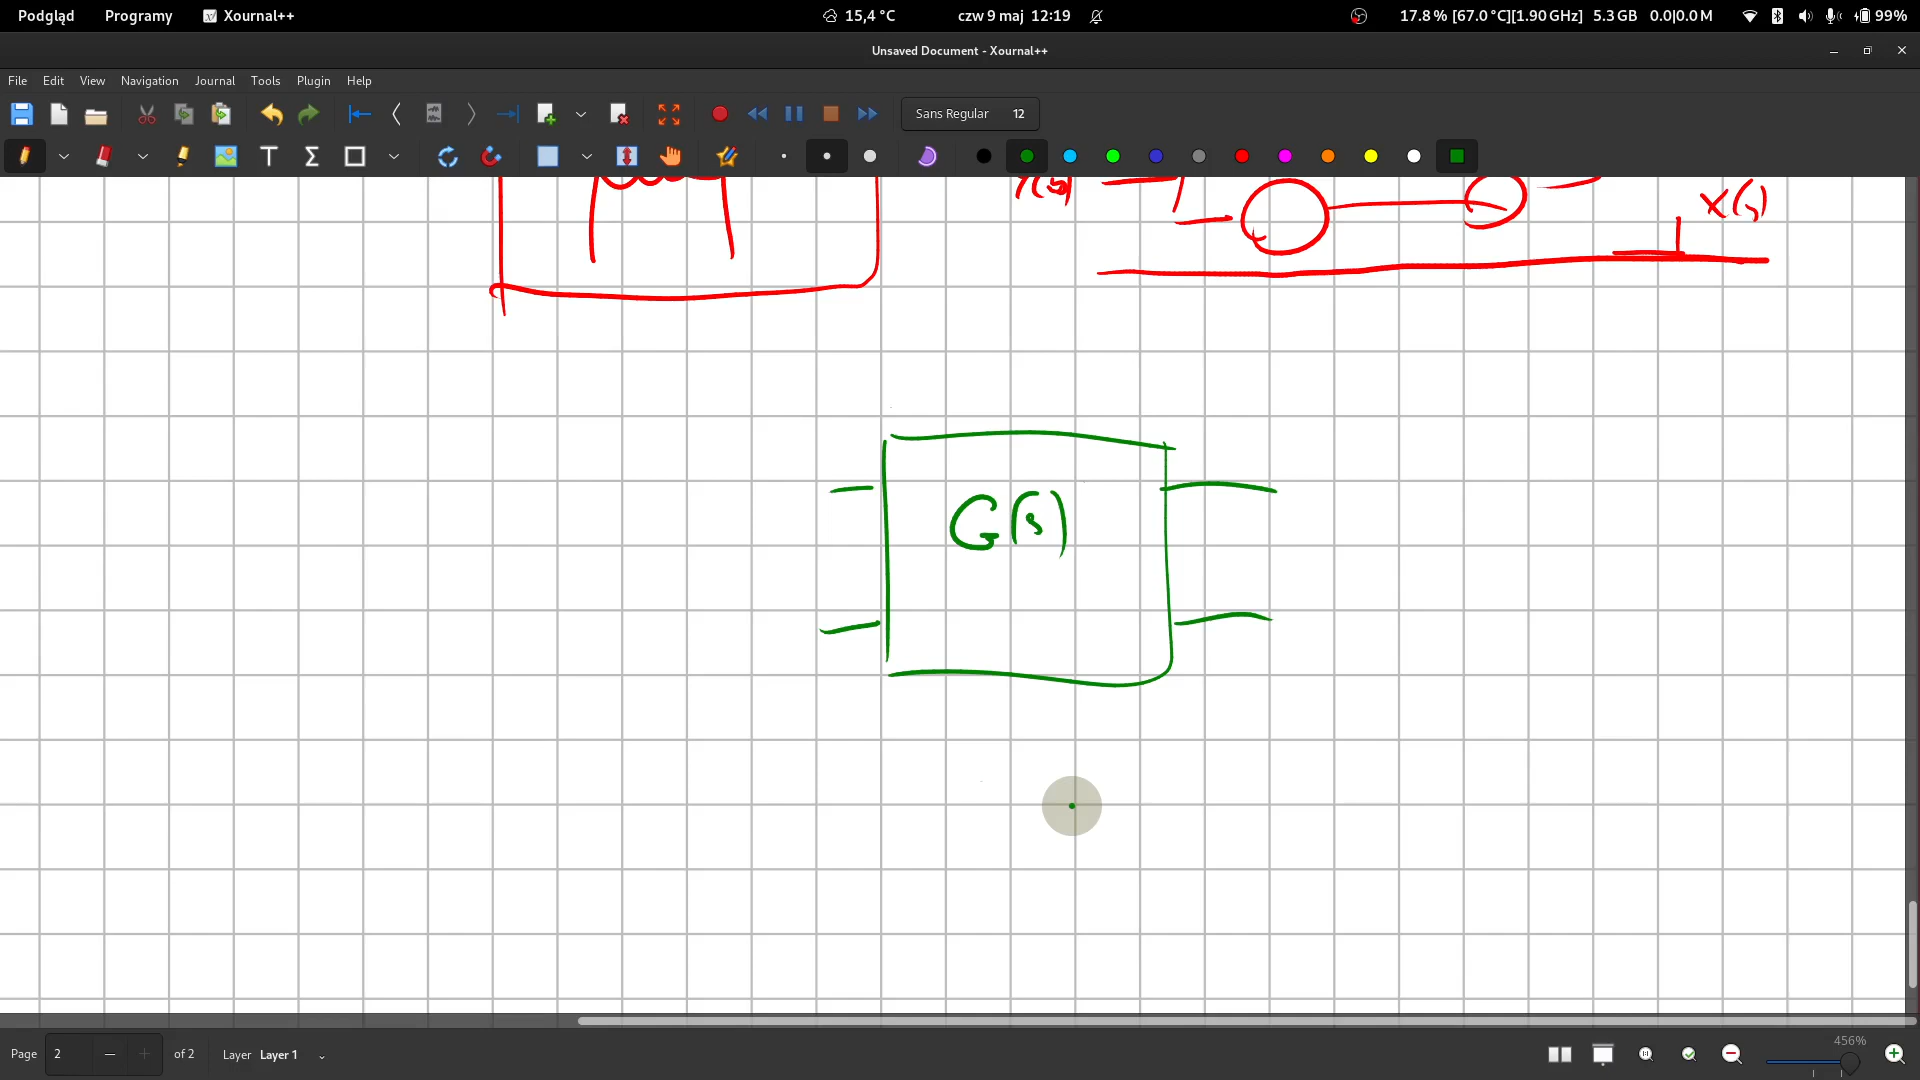 Podgląd Programy Xournal++ 15,4 °C czw 9 maj 12:19 17.8 % [67.0 °C][1.90 GHz] 5.3 GB 0.0|0.0 M 99%
Unsaved Document - Xournal++
File Edit View Navigation Journal Tools Plugin Help
Sans Regular 12
X(s)
G(s)
Page 2 of 2 Layer Layer 1 456%